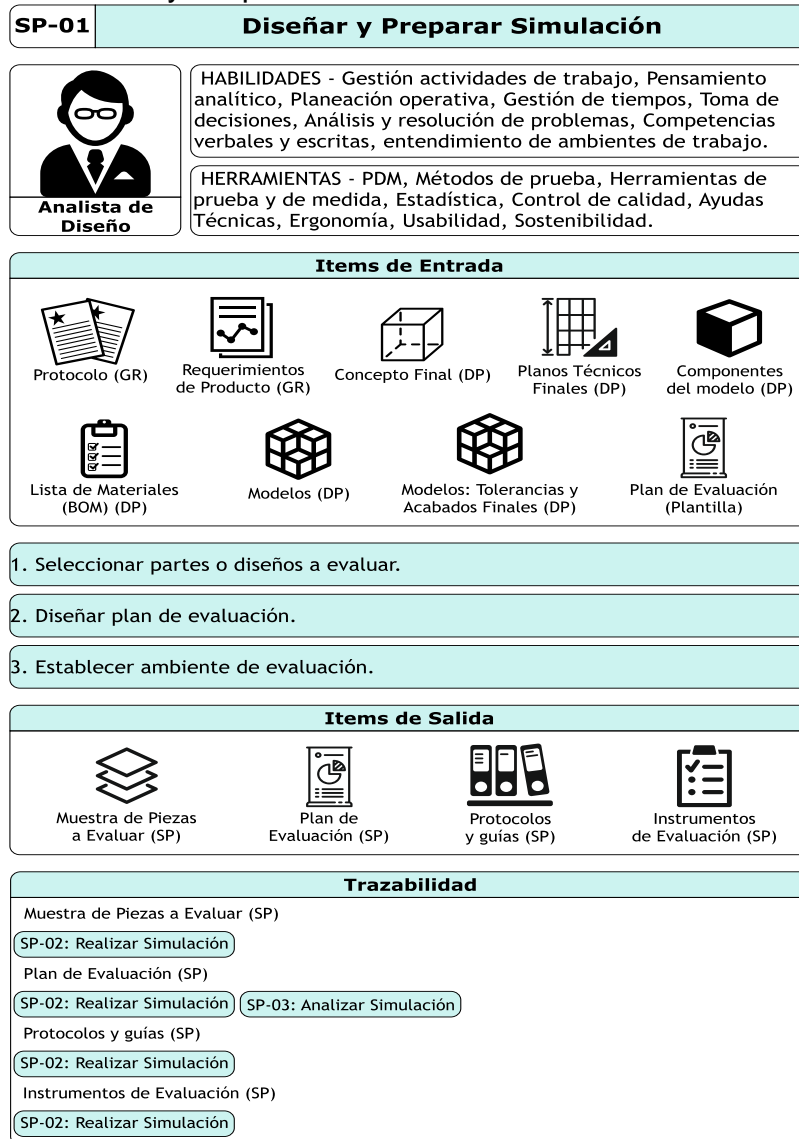 SP-01
Diseñar y Preparar Simulación
HABILIDADES - Gestión actividades de trabajo, Pensamiento
analítico, Planeación operativa, Gestión de tiempos, Toma de
decisiones, Análisis y resolución de problemas, Competencias
verbales y escritas, entendimiento de ambientes de trabajo.
HERRAMIENTAS - PDM, Métodos de prueba, Herramientas de
prueba y de medida, Estadística, Control de calidad, Ayudas
Técnicas, Ergonomía, Usabilidad, Sostenibilidad.
Analista de
Diseño
Items de Entrada
Protocolo (GR)
Requerimientos
de Producto (GR)
Concepto Final (DP)
Planos Técnicos
Finales (DP)
Componentes
del modelo (DP)
Lista de Materiales
(BOM) (DP)
Modelos (DP)
Modelos: Tolerancias y
Acabados Finales (DP)
Plan de Evaluación
(Plantilla)
1. Seleccionar partes o diseños a evaluar.
2. Diseñar plan de evaluación.
3. Establecer ambiente de evaluación.
Items de Salida
Muestra de Piezas
a Evaluar (SP)
Plan de
Evaluación (SP)
Protocolos
y guías (SP)
Instrumentos
de Evaluación (SP)
Trazabilidad
Muestra de Piezas a Evaluar (SP)
SP-02: Realizar Simulación
Plan de Evaluación (SP)
SP-02: Realizar Simulación
SP-03: Analizar Simulación
Protocolos y guías (SP)
SP-02: Realizar Simulación
Instrumentos de Evaluación (SP)
SP-02: Realizar Simulación